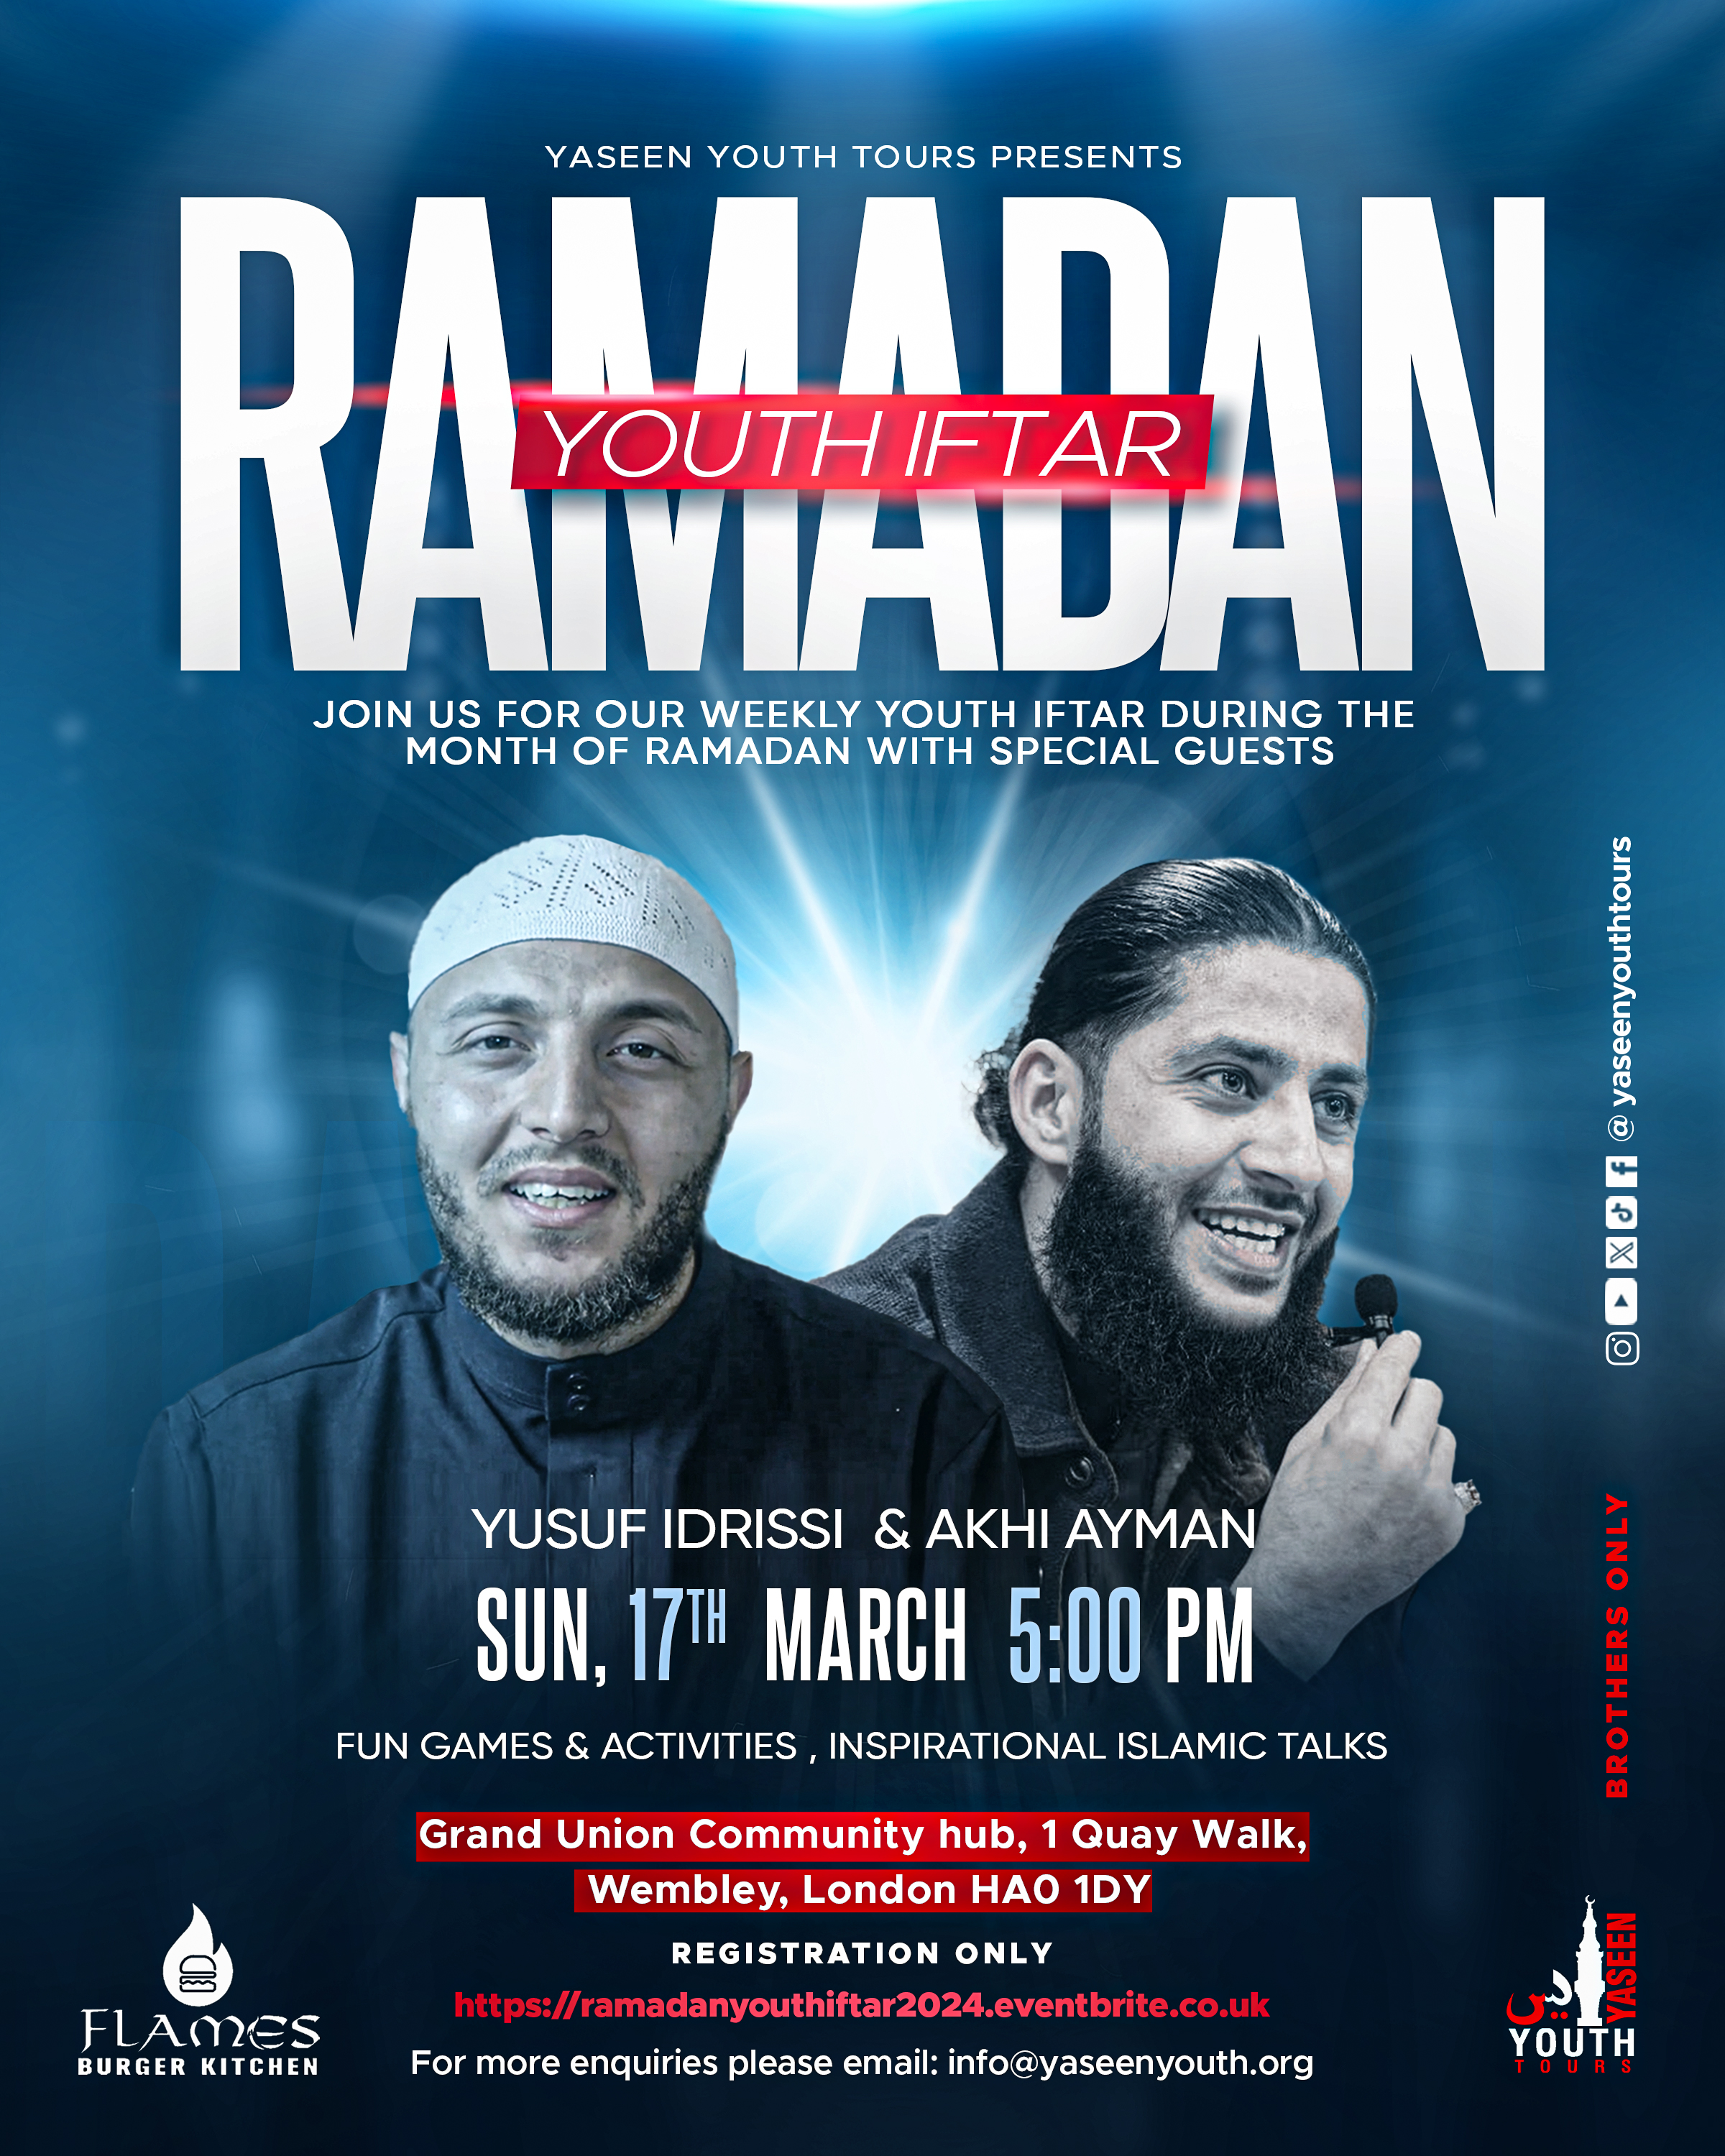 YASEEN YOUTH TOURS PRESENTS
RAMADAN
YOUTH IFTAR
JOIN US FOR OUR WEEKLY YOUTH IFTAR DURING THE
MONTH OF RAMADAN WITH SPECIAL GUESTS
@yaseenyouthtours
YUSUF IDRISSI & AKHI AYMAN
SUN, 17TH MARCH 5:00 PM
BROTHERS ONLY
FUN GAMES & ACTIVITIES , INSPIRATIONAL ISLAMIC TALKS
Grand Union Community hub, 1 Quay Walk,
Wembley, London HA0 1DY
REGISTRATION ONLY
https://ramadanyouthiftar2024.eventbrite.co.uk
For more enquiries please email: info@yaseenyouth.org
FLAMES
BURGER KITCHEN
يس
YASEEN
YOUTH
TOURS